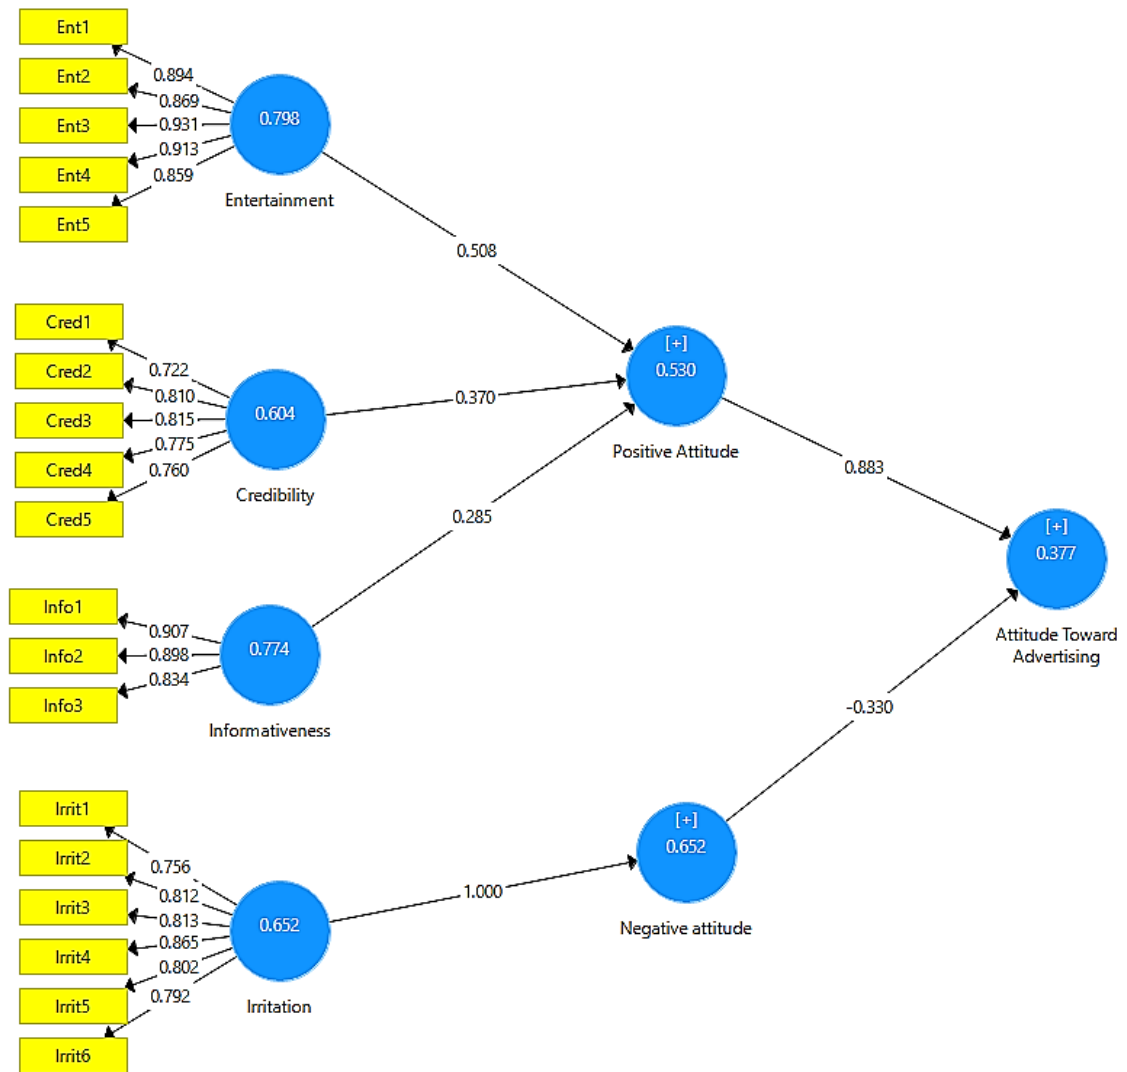 Ent1
Ent2
Ent3
Ent4
Ent5
0.894
0.869
0.931
0.913
0.859
0.798
Entertainment
0.508
Cred1
Cred2
Cred3
Cred4
Cred5
0.722
0.810
0.815
0.775
0.760
0.604
Credibility
0.370
[+]
0.530
Positive Attitude
0.883
Info1
Info2
Info3
0.907
0.898
0.834
0.774
Informativeness
0.285
[+]
0.377
Attitude Toward
Advertising
Irrit1
Irrit2
Irrit3
Irrit4
Irrit5
Irrit6
0.756
0.812
0.813
0.865
0.802
0.792
0.652
Irritation
1.000
[+]
0.652
Negative attitude
-0.330